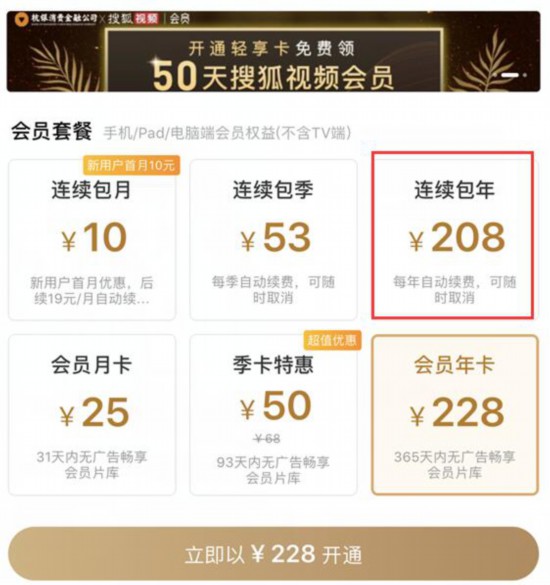 杭银消费金融公司 × 搜狐视频 | 会员
开通轻享卡免费领
50天搜狐视频会员
会员套餐 手机/Pad/电脑端会员权益(不含TV端)
新用户首月10元
连续包月
¥10
新用户首月优惠，后
续19元/月自动续...
连续包季
¥53
每季自动续费，可随
时取消
连续包年
¥208
每年自动续费，可随
时取消
会员月卡
¥25
31天内无广告畅享
会员片库
超值优惠
季卡特惠
¥50
¥68
93天内无广告畅享
会员片库
会员年卡
¥228
365天内无广告畅享
会员片库
立即以 ¥228 开通